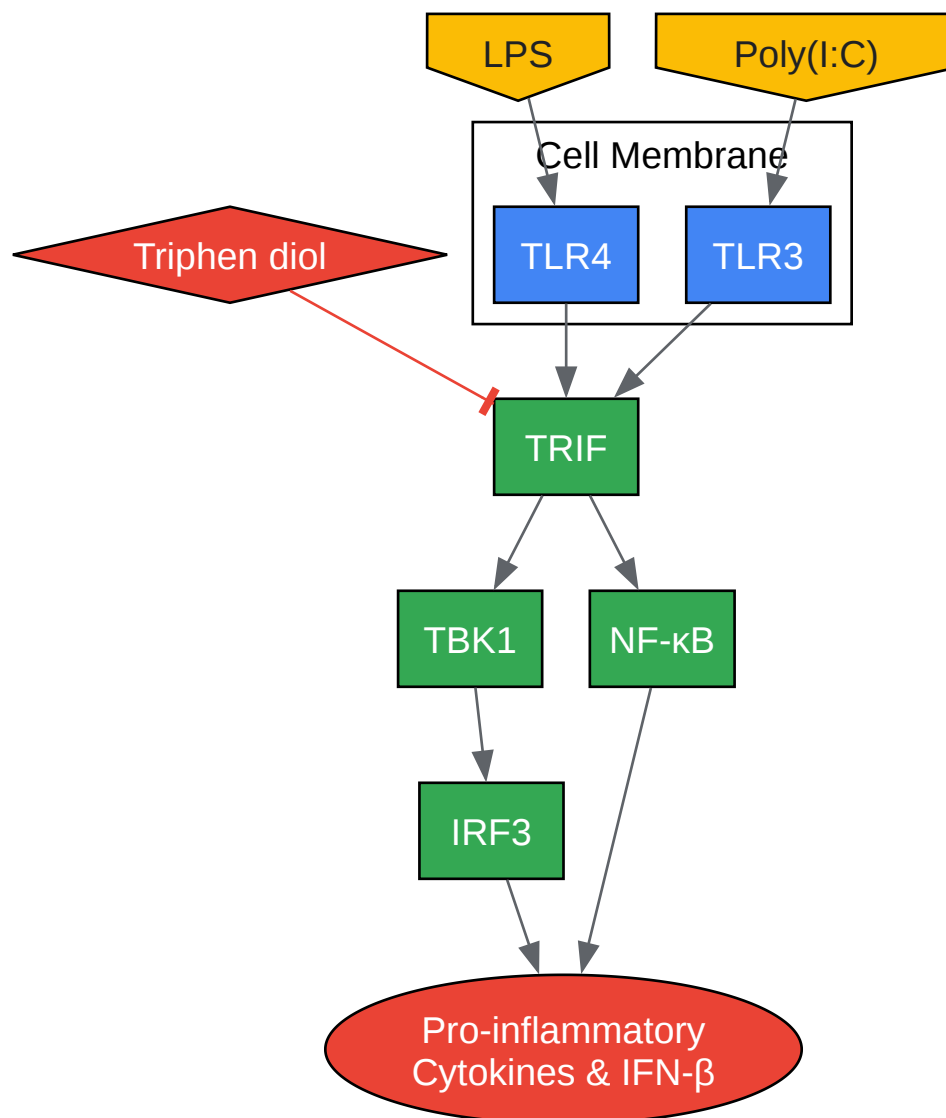 LPS
Poly(I:C)
Cell Membrane
Triphen diol
TLR4
TLR3
TRIF
TBK1
NF-κB
IRF3
Pro-inflammatory
Cytokines & IFN-β